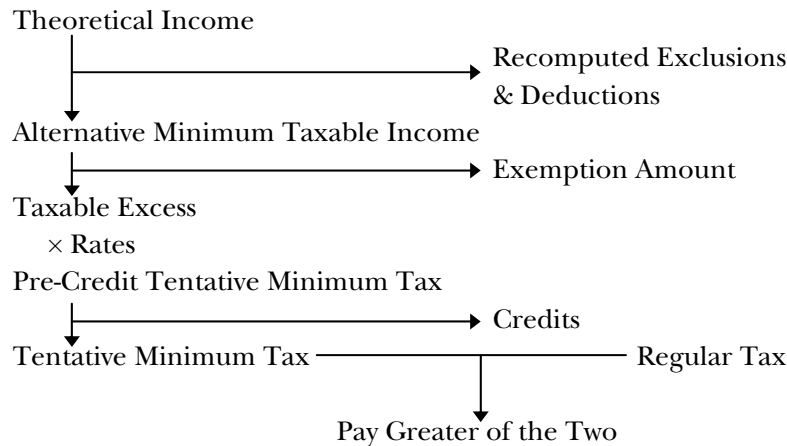 Theoretical Income
Recomputed Exclusions
& Deductions
Alternative Minimum Taxable Income
Exemption Amount
Taxable Excess
× Rates
Pre-Credit Tentative Minimum Tax
Credits
Tentative Minimum Tax
Regular Tax
Pay Greater of the Two